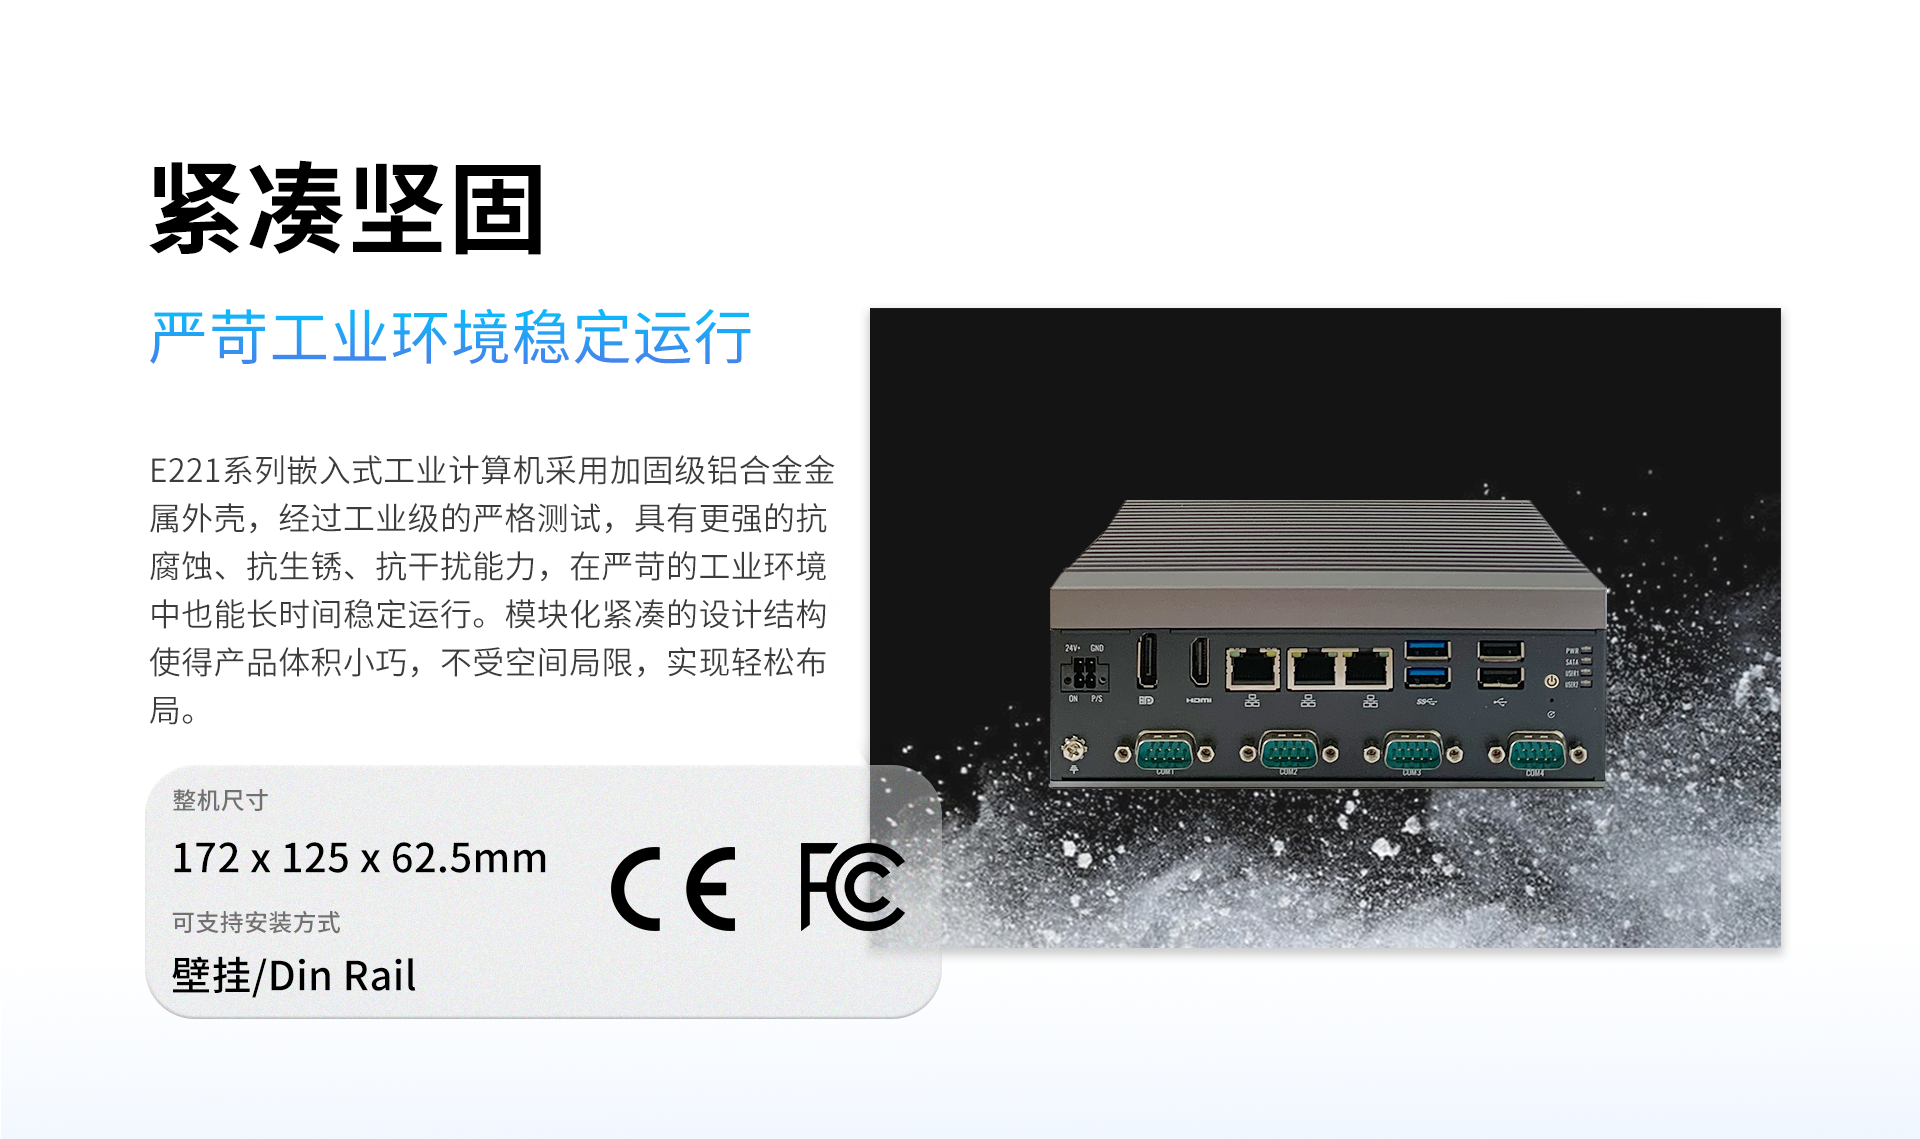 紧凑坚固
严苛工业环境稳定运行
E221系列嵌入式工业计算机采用加固级铝合金金
属外壳，经过工业级的严格测试，具有更强的抗
腐蚀、抗生锈、抗干扰能力，在严苛的工业环境
中也能长时间稳定运行。模块化紧凑的设计结构
使得产品体积小巧，不受空间局限，实现轻松布
局。
整机尺寸
172 x 125 x 62.5mm
可支持安装方式
壁挂/Din Rail
CE FC
24V+ GND
ON P/S
HDMI
SS
PWR
SATA
USER1
USER2
COM1 COM2 COM3 COM4